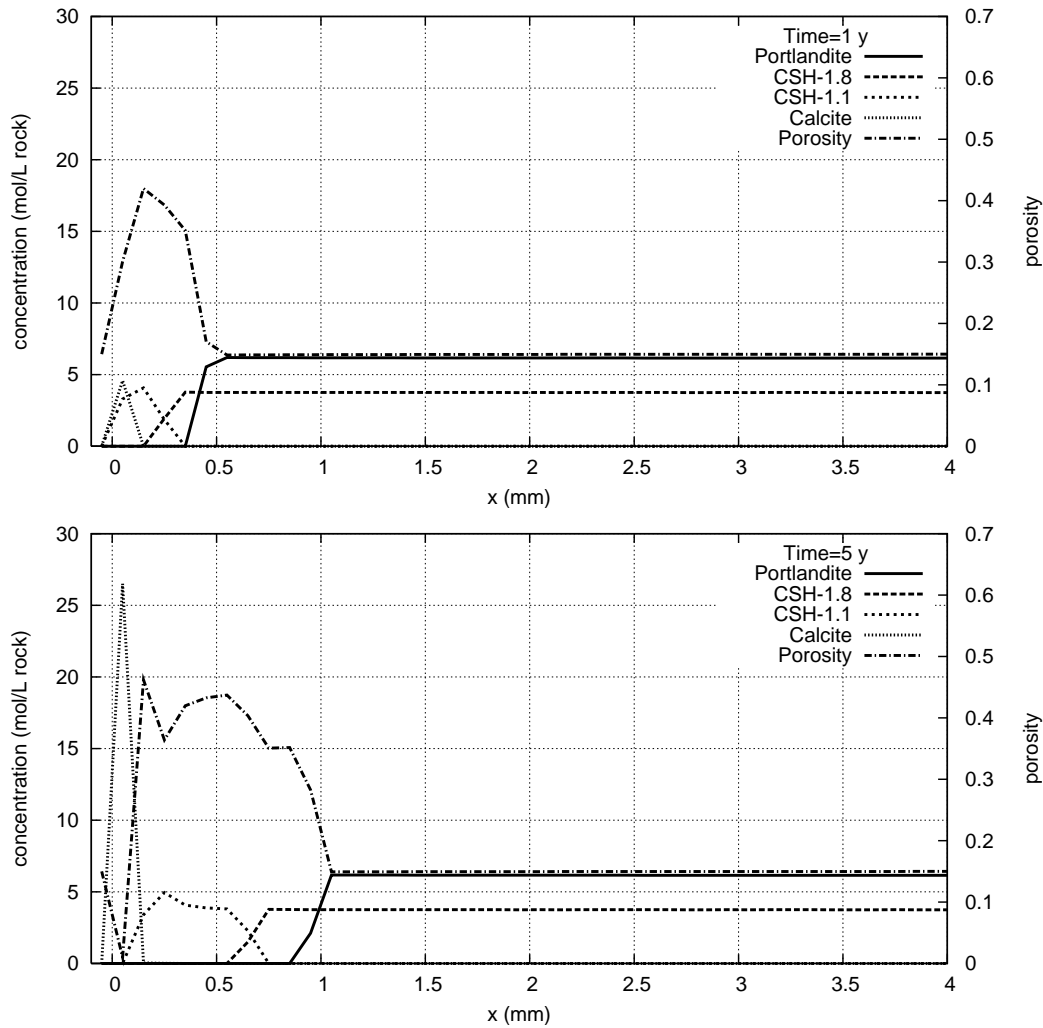 Time=1 y
Portlandite
CSH-1.8
CSH-1.1
Calcite
Porosity
concentration (mol/L rock)
30
25
20
15
10
5
0
0.7
0.6
0.5
0.4
0.3
0.2
0.1
0
porosity
0 0.5 1 1.5 2 2.5 3 3.5 4
x (mm)
Time=5 y
Portlandite
CSH-1.8
CSH-1.1
Calcite
Porosity
concentration (mol/L rock)
30
25
20
15
10
5
0
0.7
0.6
0.5
0.4
0.3
0.2
0.1
0
porosity
0 0.5 1 1.5 2 2.5 3 3.5 4
x (mm)